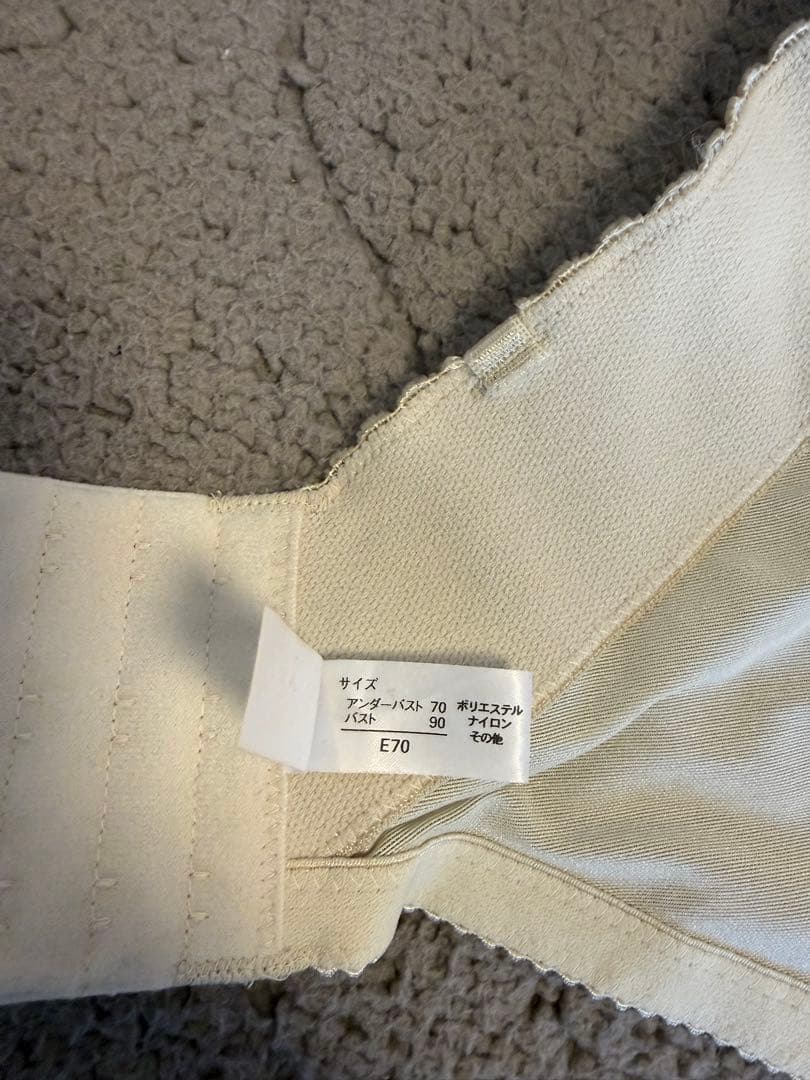 サイズ
アンダーバスト 70
バスト 90
E70
ポリエステル
ナイロン
その他